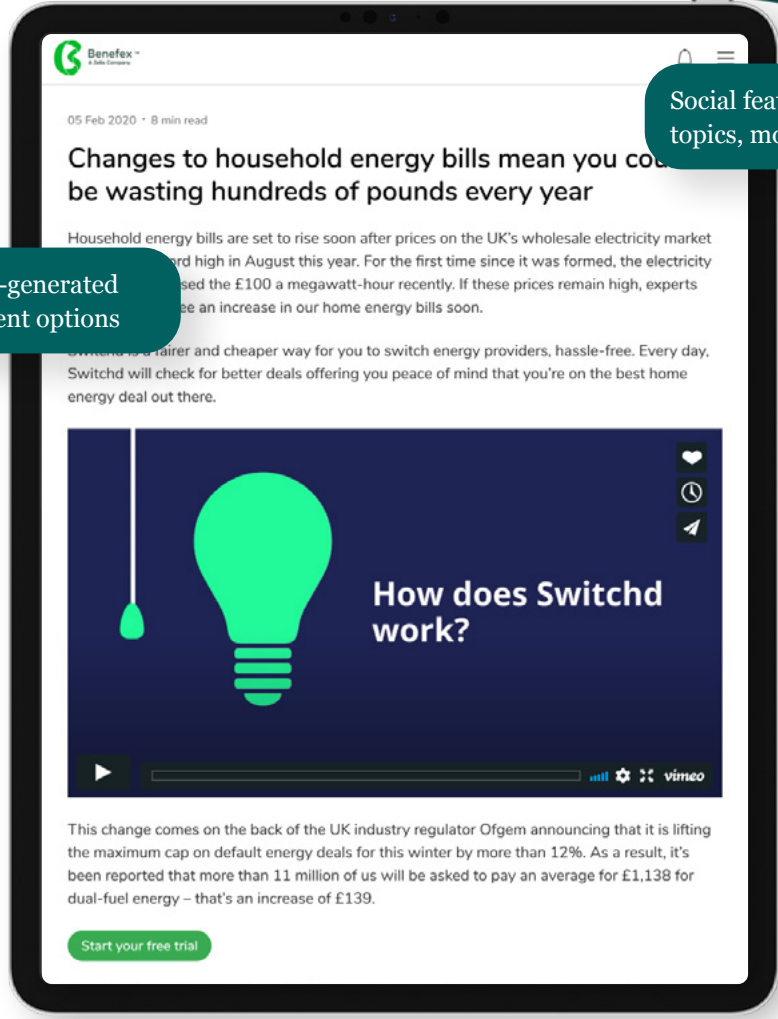 Benefex™
A Zellis Company
05 Feb 2020 • 8 min read
Social
topics,
Changes to household energy bills mean you
be wasting hundreds of pounds every year
Household energy bills are set to rise soon after prices on the UK's wholesale electricity market
high in August this year. For the first time since it was formed, the electricity
-generated
the £100 a megawatt-hour recently. If these prices remain high, experts
an increase in our home energy bills soon.
options
fairer and cheaper way for you to switch energy providers, hassle-free. Every day,
Switchd will check for better deals offering you peace of mind that you're on the best home
energy deal out there.
How does Switchd
work?
vimeo
This change comes on the back of the UK industry regulator Ofgem announcing that it is lifting
the maximum cap on default energy deals for this winter by more than 12%. As a result, it's
been reported that more than 11 million of us will be asked to pay an average for £1,138 for
dual-fuel energy – that's an increase of £139.
Start your free trial